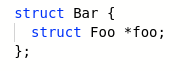 struct Bar {
  struct Foo *foo;
};